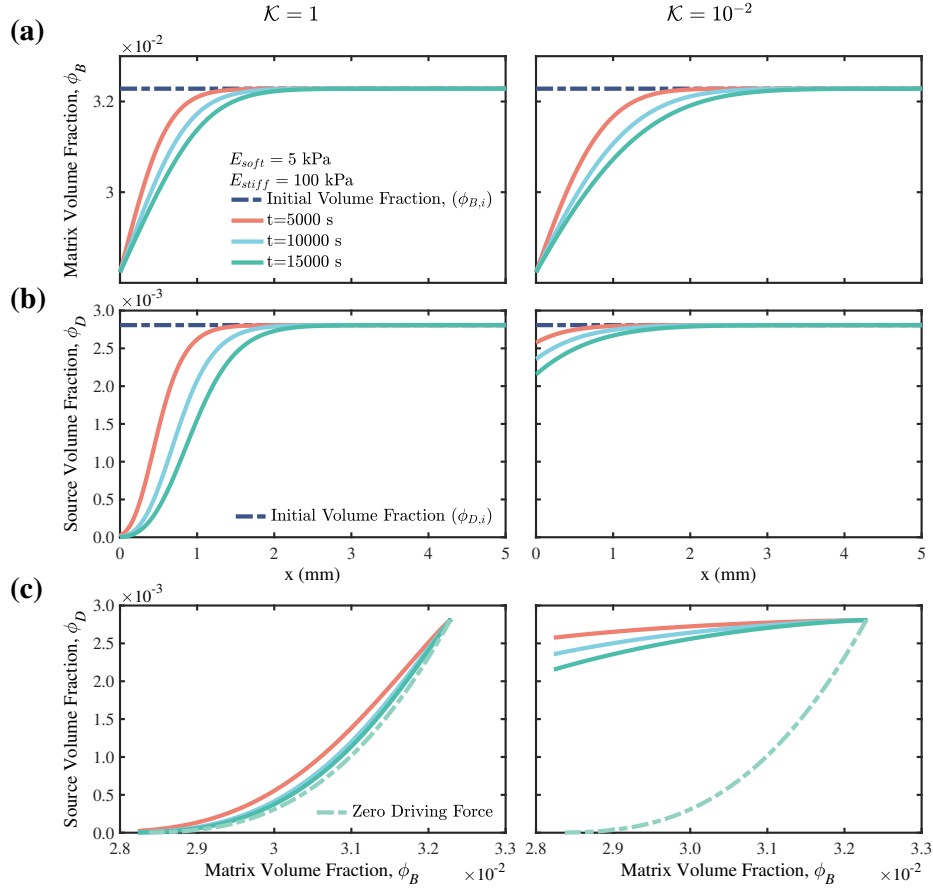 𝒦 = 1
𝒦 = 10⁻²
(a)
×10⁻²
Matrix Volume Fraction, ϕ_B
3.2
3
E_soft = 5 kPa
E_stiff = 100 kPa
Initial Volume Fraction, (ϕ_B,i)
t=5000 s
t=10000 s
t=15000 s
(b)
×10⁻³
Source Volume Fraction, ϕ_D
3.0
2.5
2.0
1.5
1.0
0.5
0.0
Initial Volume Fraction (ϕ_D,i)
0 1 2 3 4 5
x (mm)
0 1 2 3 4 5
x (mm)
(c)
×10⁻³
Source Volume Fraction, ϕ_D
3.0
2.5
2.0
1.5
1.0
0.5
0.0
Zero Driving Force
2.8 2.9 3.0 3.1 3.2 3.3
Matrix Volume Fraction, ϕ_B ×10⁻²
2.8 2.9 3.0 3.1 3.2 3.3
Matrix Volume Fraction, ϕ_B ×10⁻²